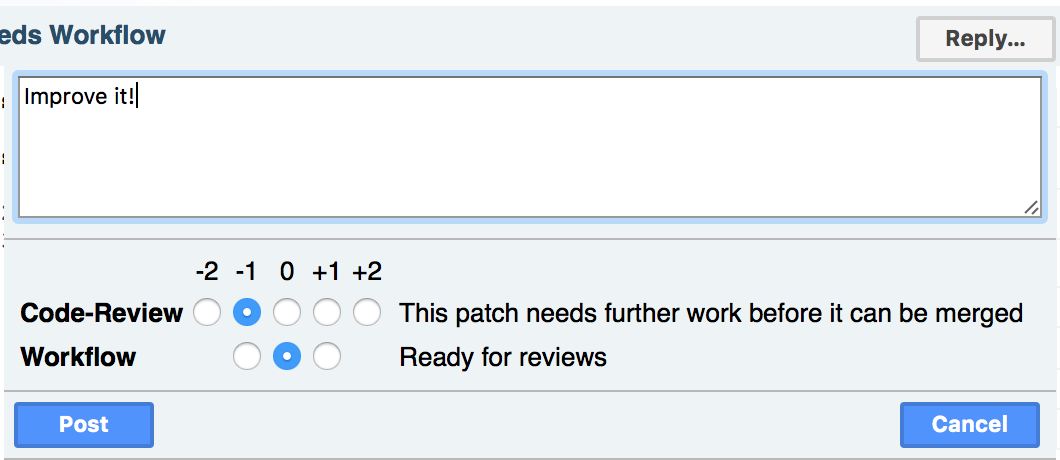 eds Workflow
Reply...
Improve it!
-2 -1 0 +1 +2
Code-Review This patch needs further work before it can be merged
Workflow Ready for reviews
Post Cancel